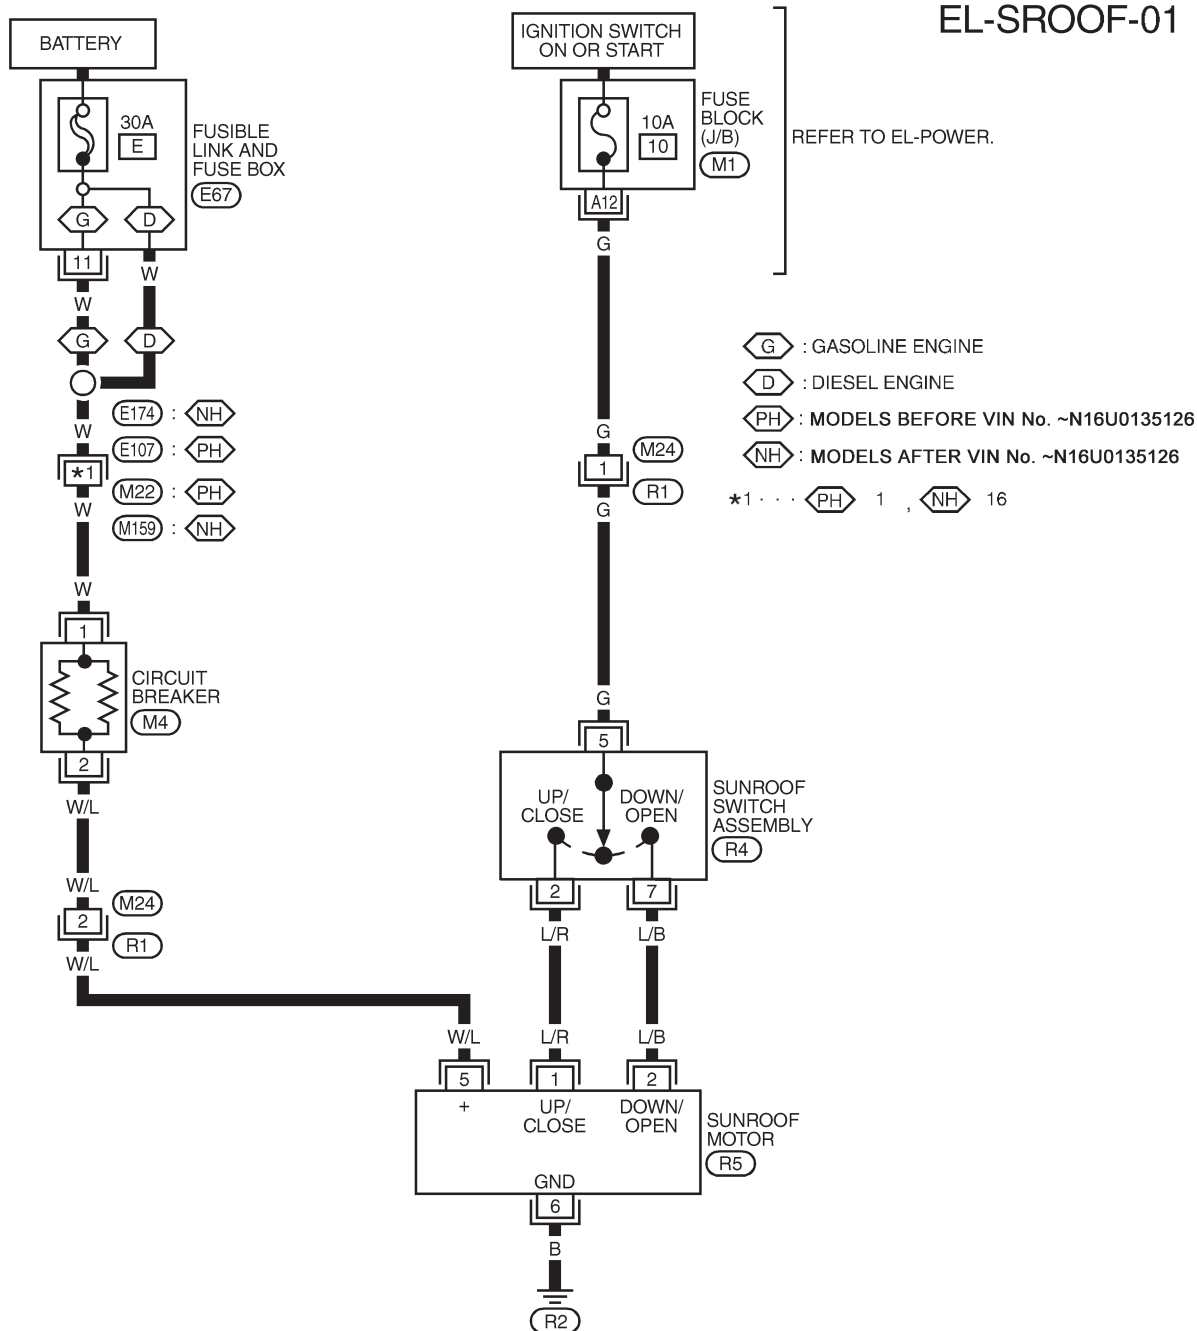 EL-SROOF-01
BATTERY
30A
E
FUSIBLE
LINK AND
FUSE BOX
E67
G
D
11
W
W
G
D
W
E174 : NH
E107 : PH
*1
M22 : PH
W
M159 : NH
W
1
CIRCUIT
BREAKER
M4
2
W/L
W/L
M24
2
R1
W/L
W/L
IGNITION SWITCH
ON OR START
10A
10
FUSE
BLOCK
(J/B)
M1
REFER TO EL-POWER.
A12
G
G
M24
1
R1
G
G
G : GASOLINE ENGINE
D : DIESEL ENGINE
PH : MODELS BEFORE VIN No. ~N16U0135126
NH : MODELS AFTER VIN No. ~N16U0135126
*1 · · · PH 1 , NH 16
5
UP/
CLOSE
DOWN/
OPEN
SUNROOF
SWITCH
ASSEMBLY
R4
2
7
L/R
L/B
L/R
L/B
5
1
2
+
UP/
CLOSE
DOWN/
OPEN
SUNROOF
MOTOR
R5
GND
6
B
R2